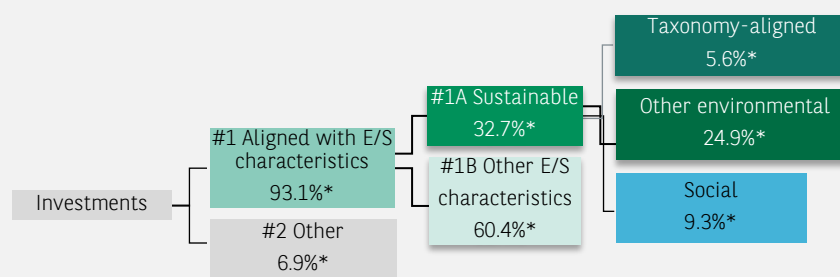 Investments
#1 Aligned with E/S
characteristics
93.1%*
#2 Other
6.9%*
#1A Sustainable
32.7%*
#1B Other E/S
characteristics
60.4%*
Taxonomy-aligned
5.6%*
Other environmental
24.9%*
Social
9.3%*